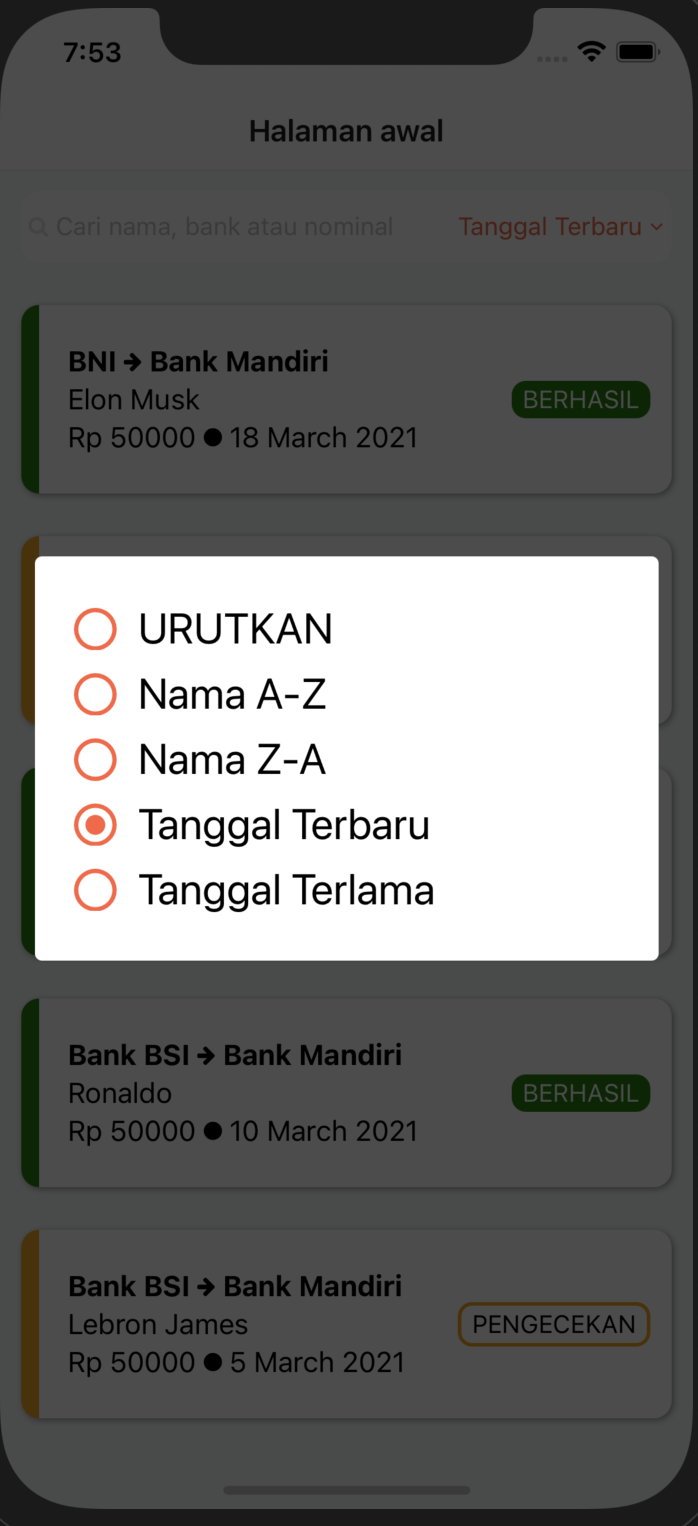 7:53
Halaman awal
Cari nama, bank atau nominal
Tanggal Terbaru
BNI → Bank Mandiri
Elon Musk
BERHASIL
Rp 50000 ● 18 March 2021
URUTKAN
Nama A-Z
Nama Z-A
Tanggal Terbaru
Tanggal Terlama
Bank BSI → Bank Mandiri
Ronaldo
BERHASIL
Rp 50000 ● 10 March 2021
Bank BSI → Bank Mandiri
Lebron James
PENGECEKAN
Rp 50000 ● 5 March 2021